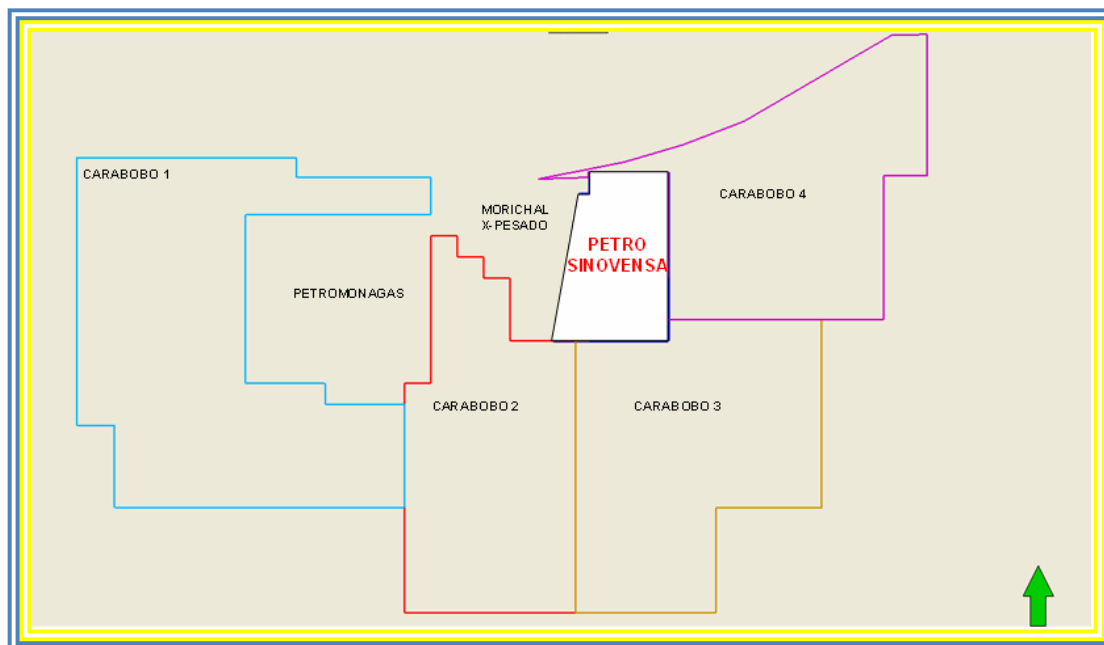 CARABOBO 1
MORICHAL
X-PESADO
CARABOBO 4
PETRO
SINOVENSA
PETROMONAGAS
CARABOBO 2
CARABOBO 3